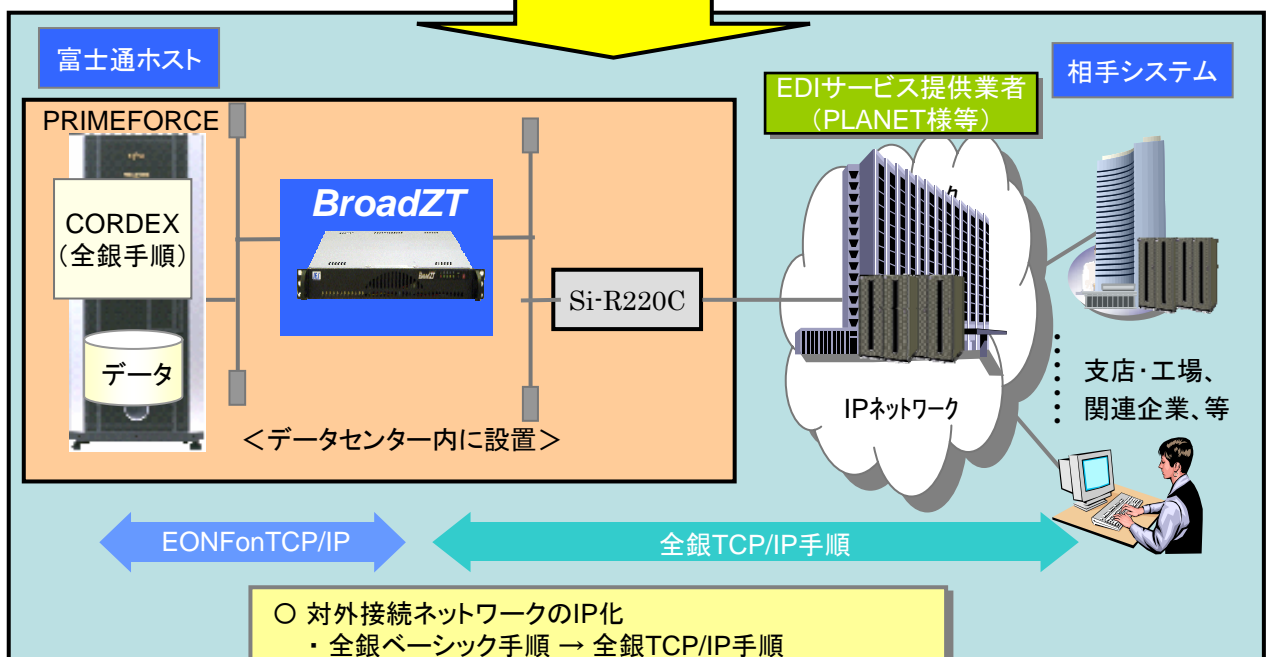 富士通ホスト
相手システム
EDIサービス提供業者
(PLANET様等)
PRIMEFORCE
CORDEX
(全銀手順)
データ
BroadZT
Si-R220C
<データセンター内に設置>
IPネットワーク
支店・工場、
関連企業、等
EONFonTCP/IP
全銀TCP/IP手順
〇 対外接続ネットワークのIP化
・ 全銀ベーシック手順 → 全銀TCP/IP手順